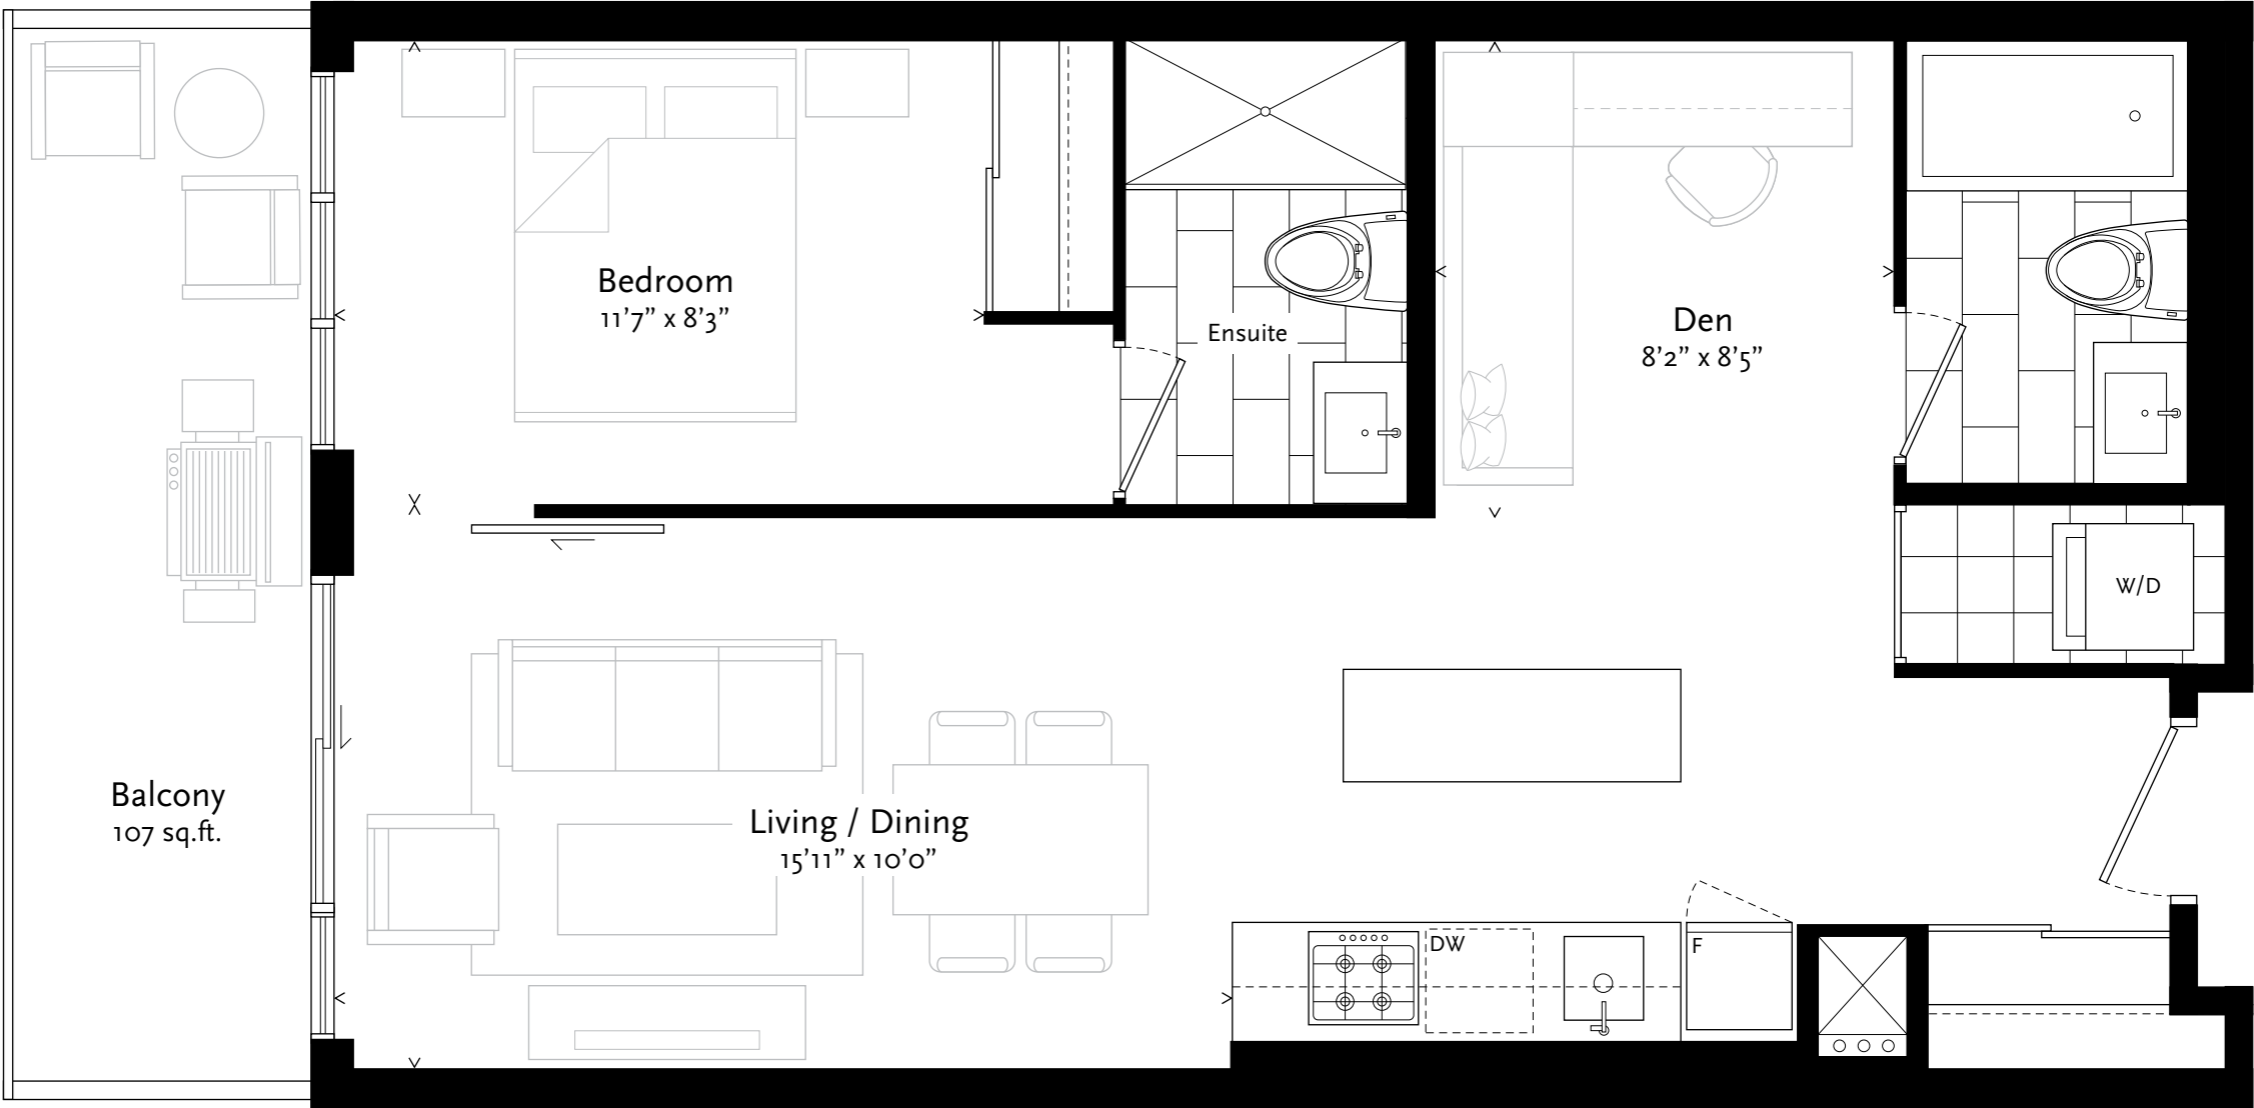 Bedroom
11’7” x 8’3”
Ensuite
Den
8’2” x 8’5”
W/D
Balcony
107 sq.ft.
Living / Dining
15’11” x 10’0”
DW
F